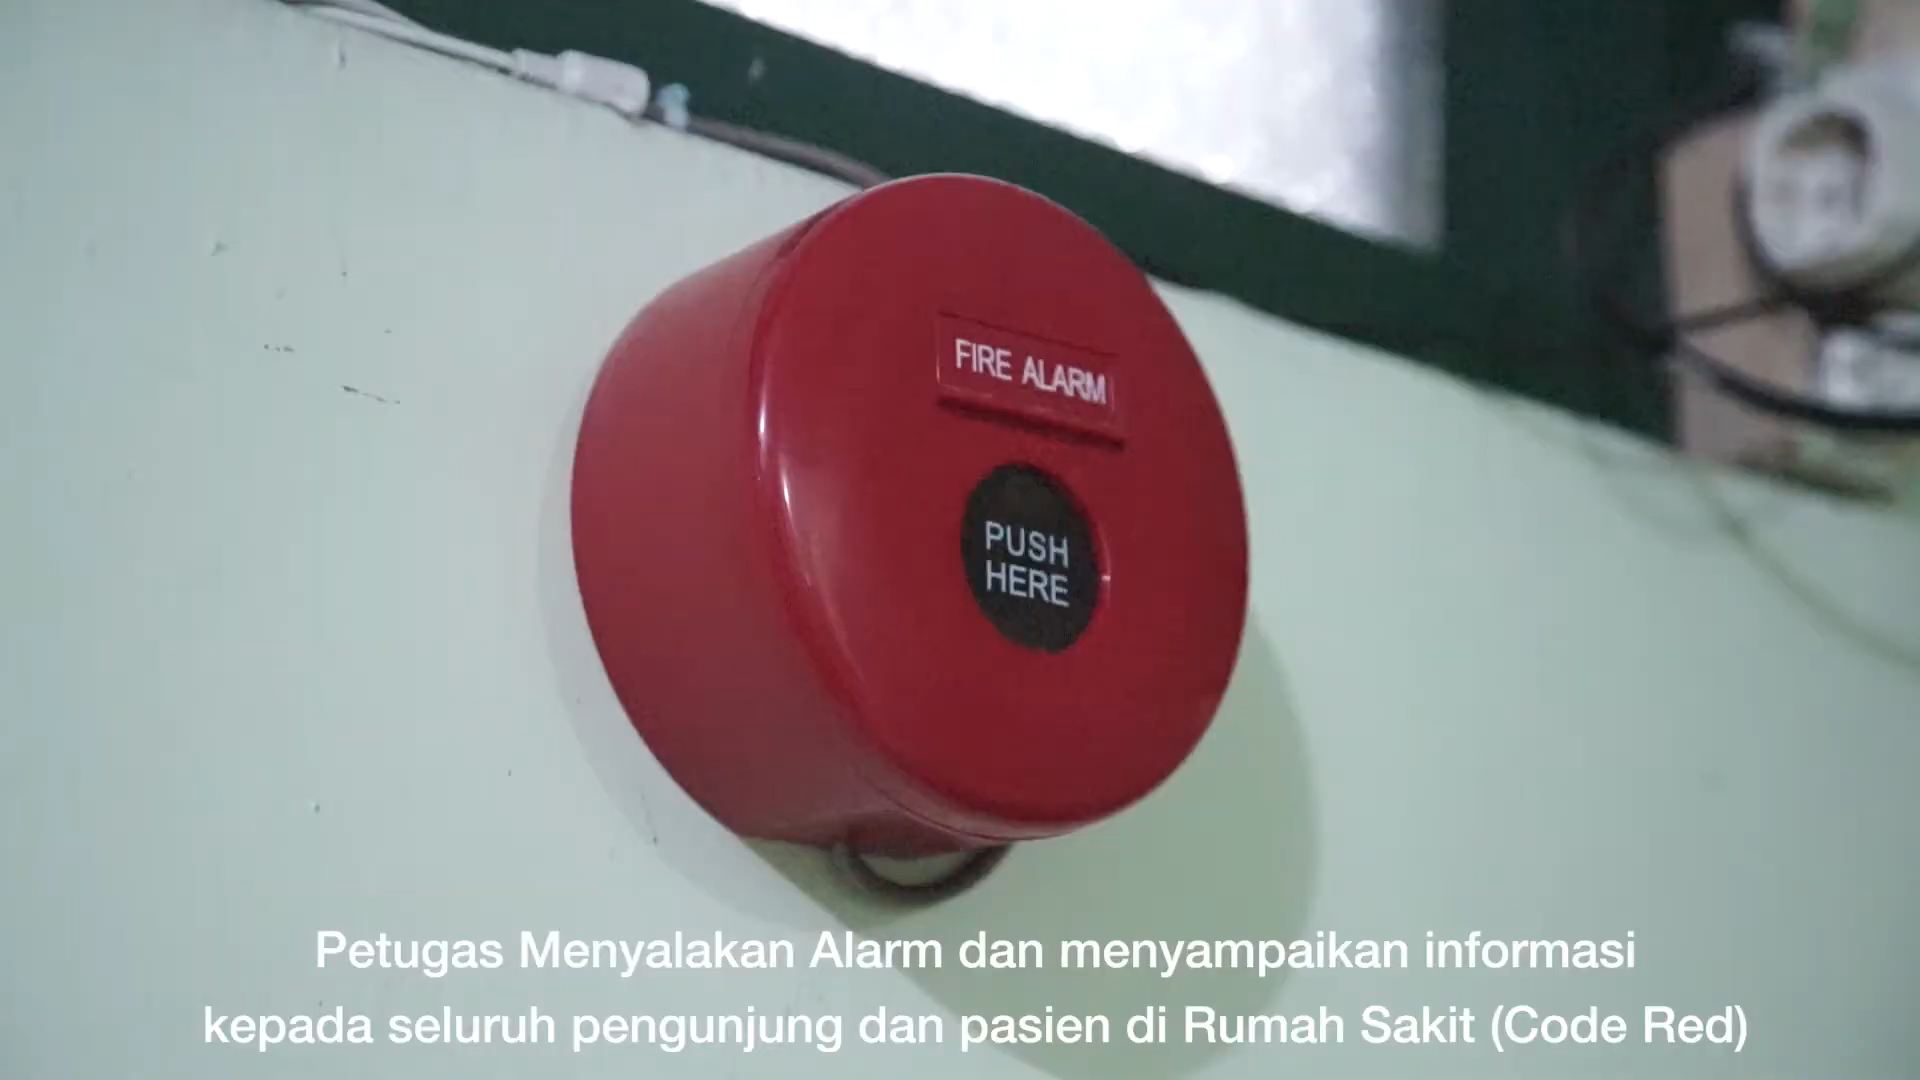 FIRE ALARM
PUSH
HERE
Petugas Menyalakan Alarm dan menyampaikan informasi
kepada seluruh pengunjung dan pasien di Rumah Sakit (Code Red)